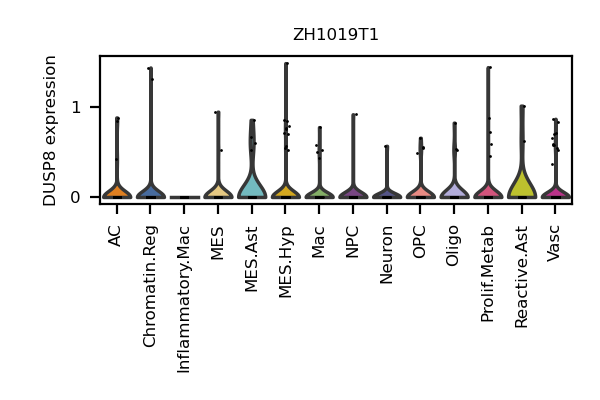 ZH1019T1
DUSP8 expression
1
0
AC
Chromatin.Reg
Inflammatory.Mac
MES
MES.Ast
MES.Hyp
Mac
NPC
Neuron
OPC
Oligo
Prolif.Metab
Reactive.Ast
Vasc